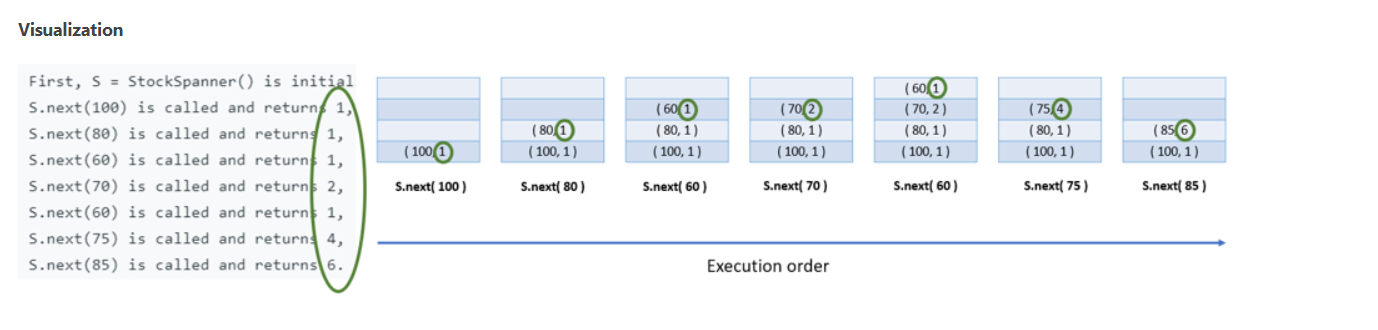 Visualization
First, S = StockSpanner() is initial
S.next(100) is called and returns 1,
S.next(80) is called and returns 1,
S.next(60) is called and returns 1,
S.next(70) is called and returns 2,
S.next(60) is called and returns 1,
S.next(75) is called and returns 4,
S.next(85) is called and returns 6.
( 100, 1 )
S.next( 100 )
( 80, 1 )
( 100, 1 )
S.next( 80 )
( 60, 1 )
( 80, 1 )
( 100, 1 )
S.next( 60 )
( 70, 2 )
( 80, 1 )
( 100, 1 )
S.next( 70 )
( 60, 1 )
( 70, 2 )
( 80, 1 )
( 100, 1 )
S.next( 60 )
( 75, 4 )
( 80, 1 )
( 100, 1 )
S.next( 75 )
( 85, 6 )
( 100, 1 )
S.next( 85 )
Execution order